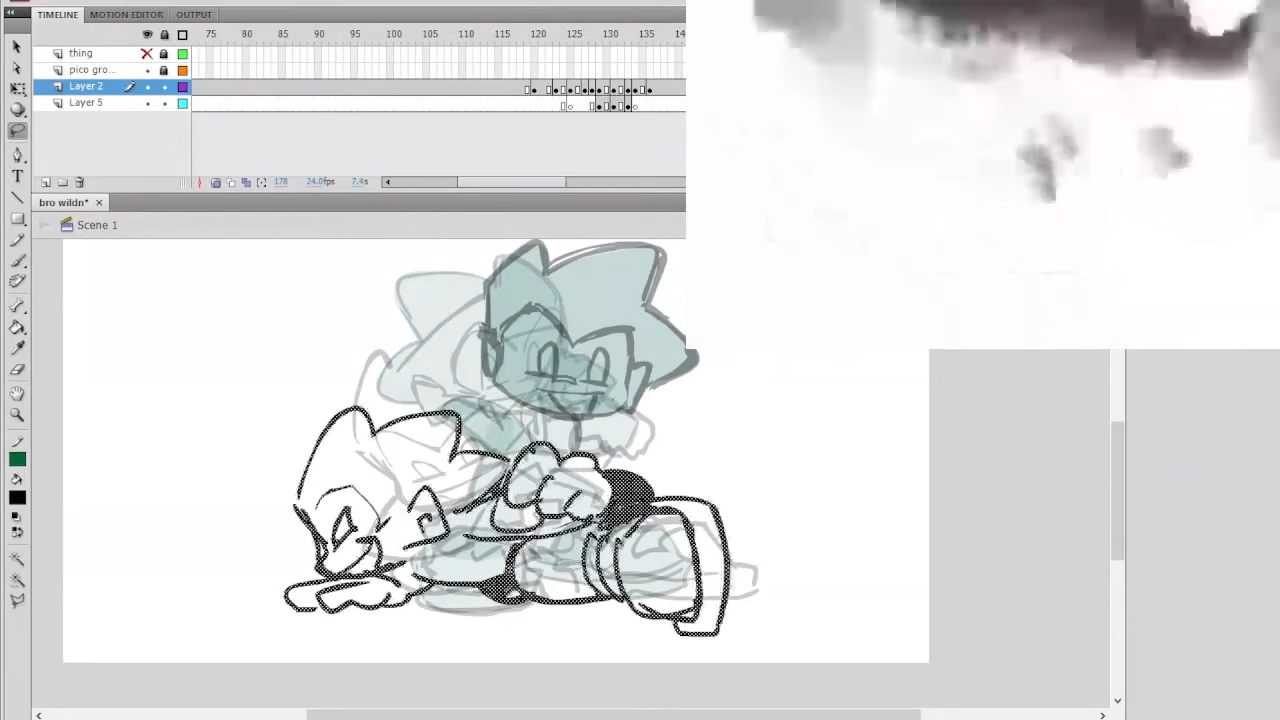 TIMELINE MOTION EDITOR OUTPUT
75 80 85 90 95 100 105 110 115 120 125 130 135 14
thing
pico gro...
Layer 2
Layer 5
178 24.0fps 7.4s
bro wildn*
Scene 1